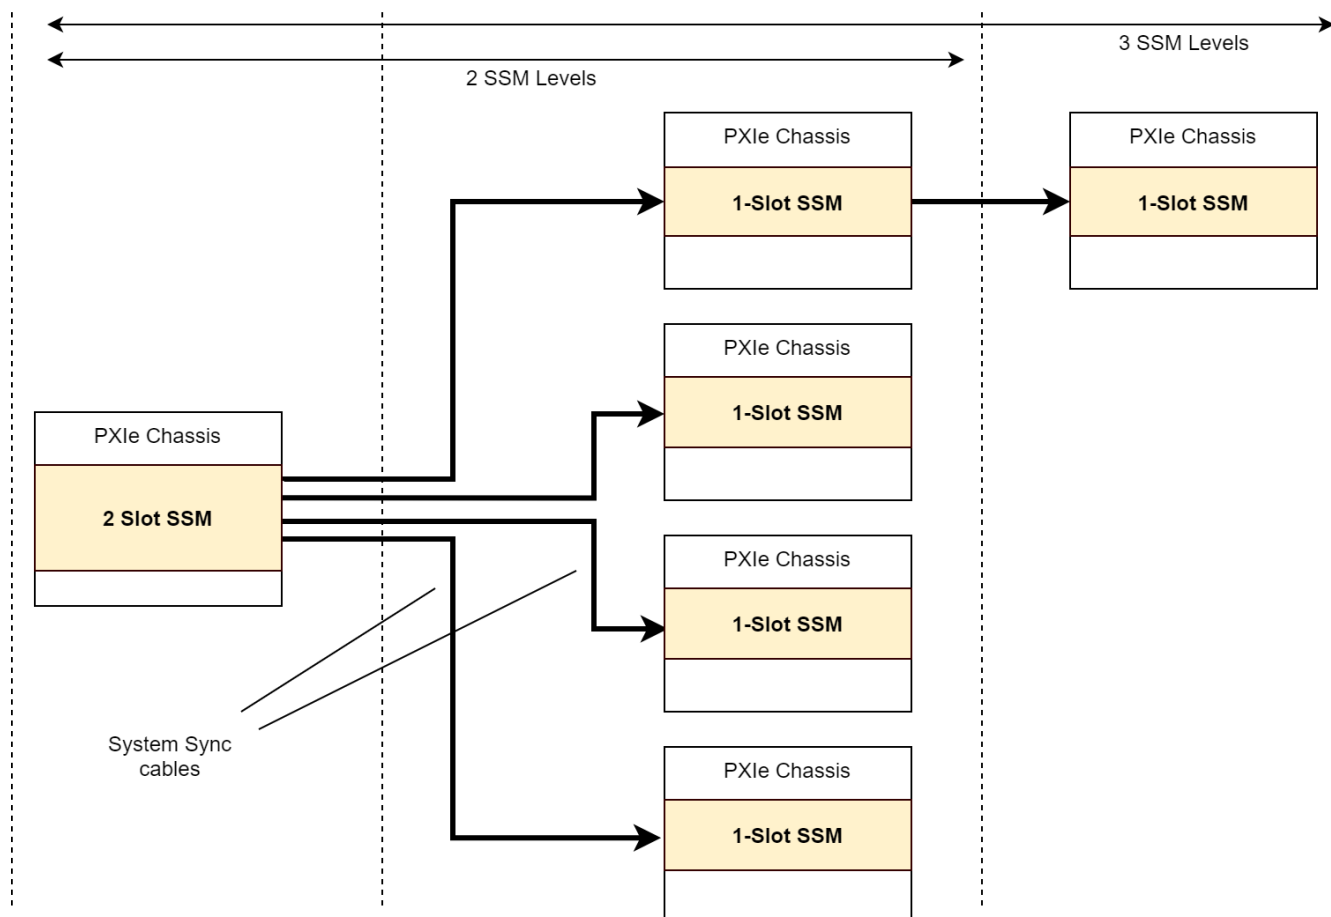 3 SSM Levels
2 SSM Levels
PXIe Chassis
1-Slot SSM
PXIe Chassis
1-Slot SSM
PXIe Chassis
1-Slot SSM
PXIe Chassis
2 Slot SSM
PXIe Chassis
1-Slot SSM
System Sync
cables
PXIe Chassis
1-Slot SSM